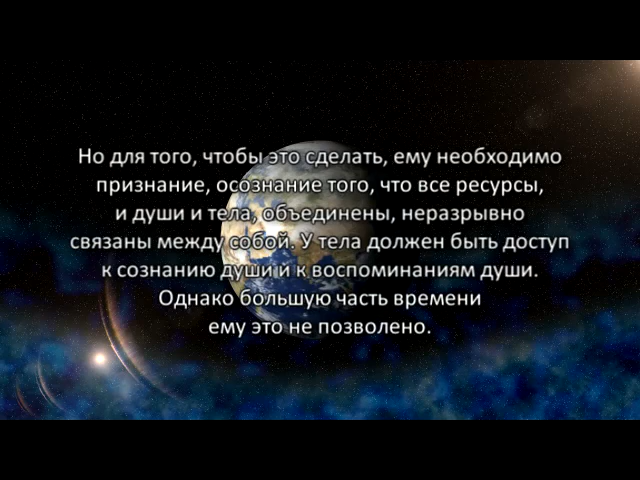 Но для того, чтобы это сделать, ему необходимо
признание, осознание того, что все ресурсы,
и души и тела, объединены, неразрывно
связаны между собой. У тела должен быть доступ
к сознанию души и к воспоминаниям души.
Однако большую часть времени
ему это не позволено.